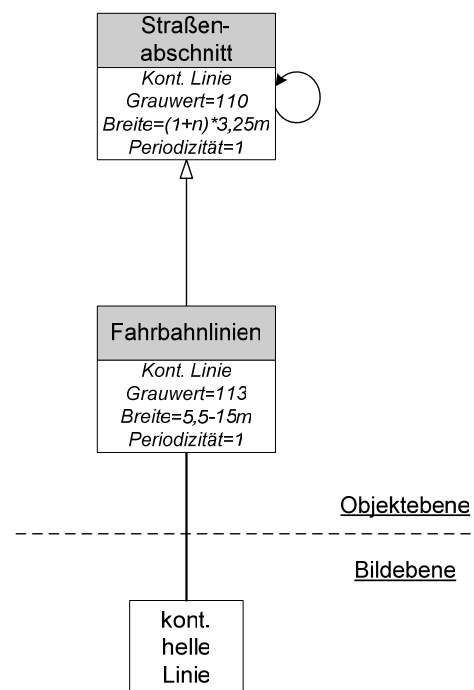 Straßen-
abschnitt
Kont. Linie
Grauwert=110
Breite=(1+n)*3,25m
Periodizität=1
Fahrbahnlinien
Kont. Linie
Grauwert=113
Breite=5,5-15m
Periodizität=1
Objektebene
Bildebene
kont.
helle
Linie